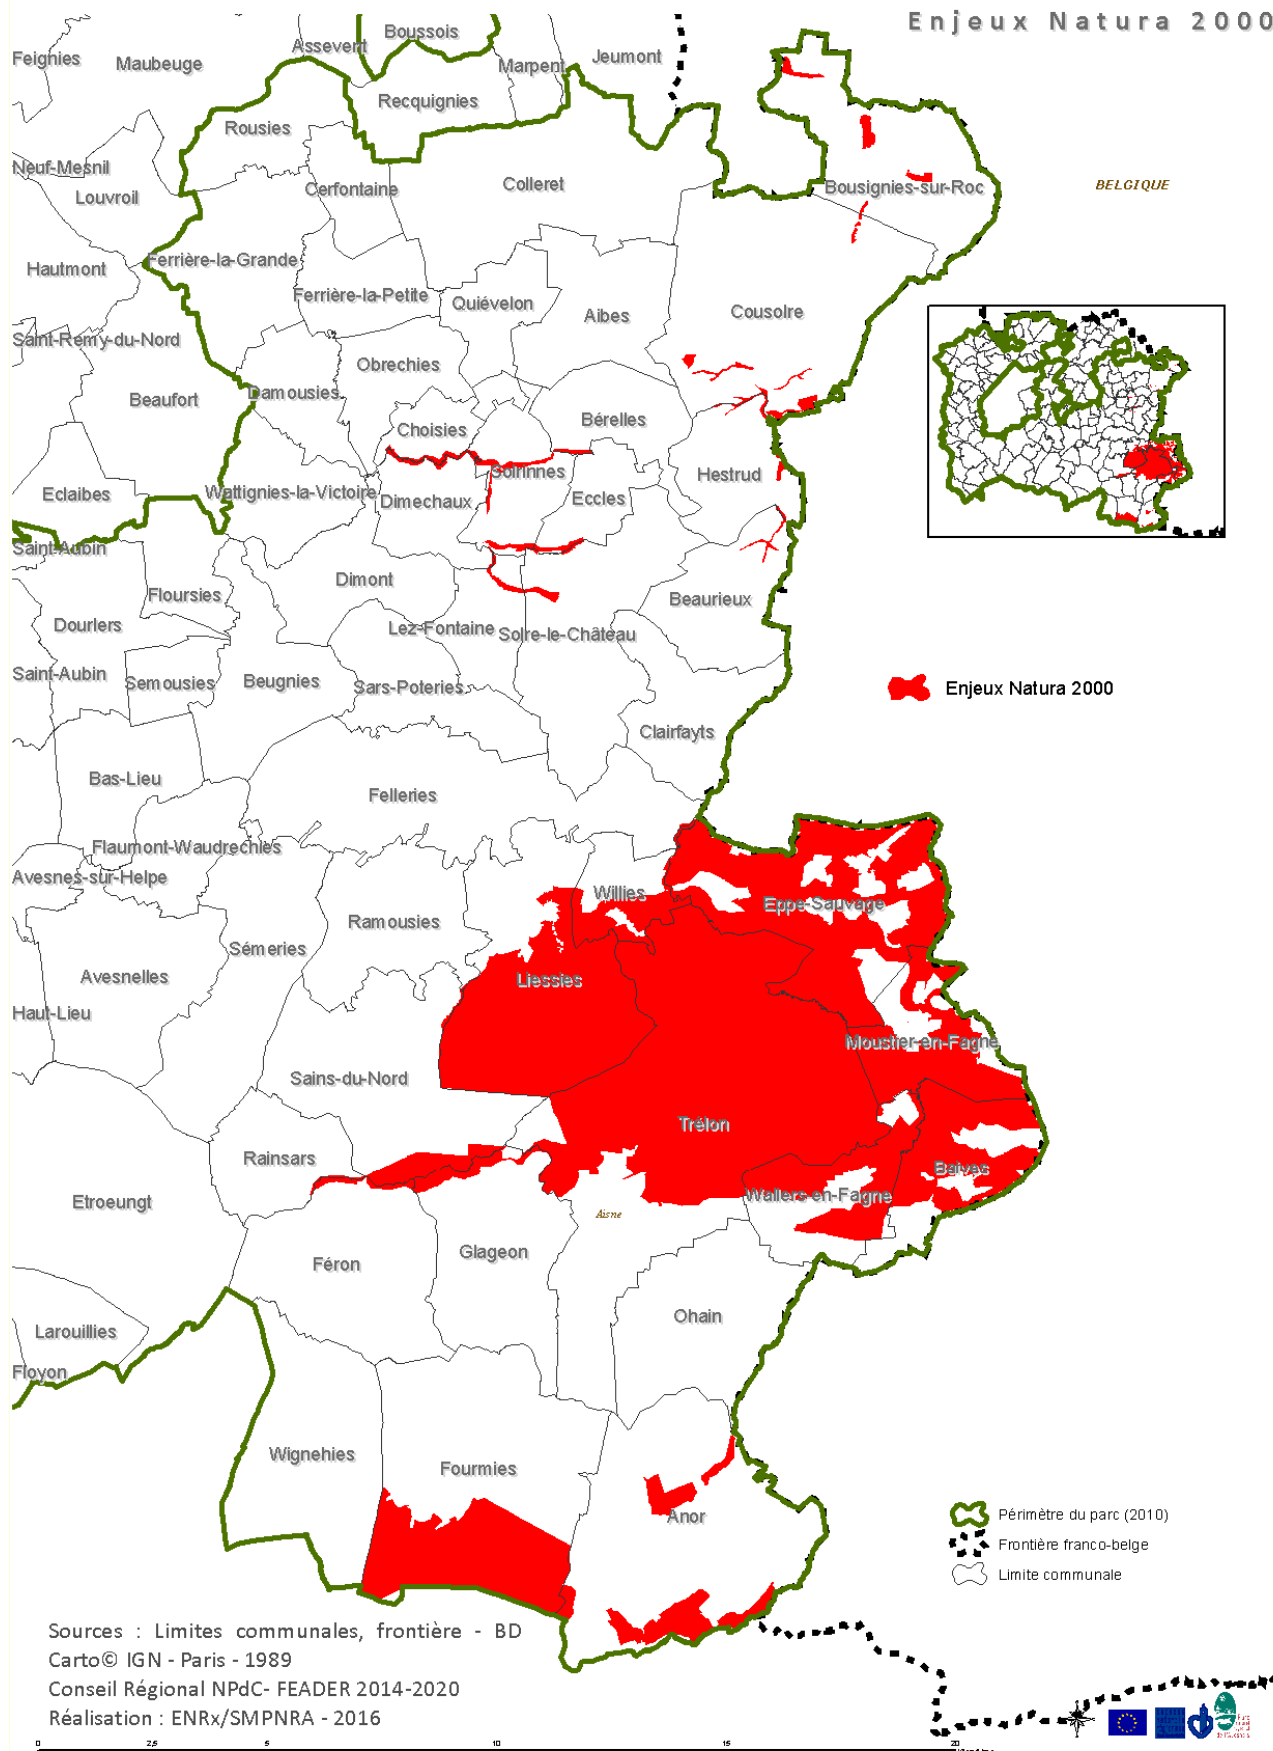 Enjeux Natura 2000
Boussois
Assevent
Feignies
Maubeuge
Marpent
Jeumont
Recquignies
Rousies
Neuf-Mesnil
Louvroil
Cerfontaine
Colleret
Bousignies-sur-Roc
BELGIQUE
Hautmont
Ferrière-la-Grande
Ferrière-la-Petite
Quiévelon
Aibes
Cousolre
Saint-Remy-du-Nord
Obrechies
Beaufort
Damousies
Choisies
Bérelles
Solrinnes
Hestrud
Eclaibes
Wattignies-la-Victoire
Dimechaux
Eccles
Saint-Aubin
Floursies
Dimont
Beaurieux
Dourlers
Lez-Fontaine
Solre-le-Château
Saint-Aubin
Semousies
Beugnies
Sars-Poteries
Enjeux Natura 2000
Clairfayts
Bas-Lieu
Felleries
Flaumont-Waudrechies
Avesnes-sur-Helpe
Willies
Eppe-Sauvage
Ramousies
Sémeries
Avesnelles
Liessies
Haut-Lieu
Moustier-en-Fagne
Sains-du-Nord
Trélon
Rainsars
Baives
Wallers-en-Fagne
Etroeungt
Aisne
Glageon
Féron
Ohain
Larouillies
Floyon
Wignehies
Fourmies
Anor
Périmètre du parc (2010)
Frontière franco-belge
Limite communale
Sources : Limites communales, frontière - BD
Carto© IGN - Paris - 1989
Conseil Régional NPdC- FEADER 2014-2020
Réalisation : ENRx/SMPNRA - 2016
0 2,5 5 10 15 20